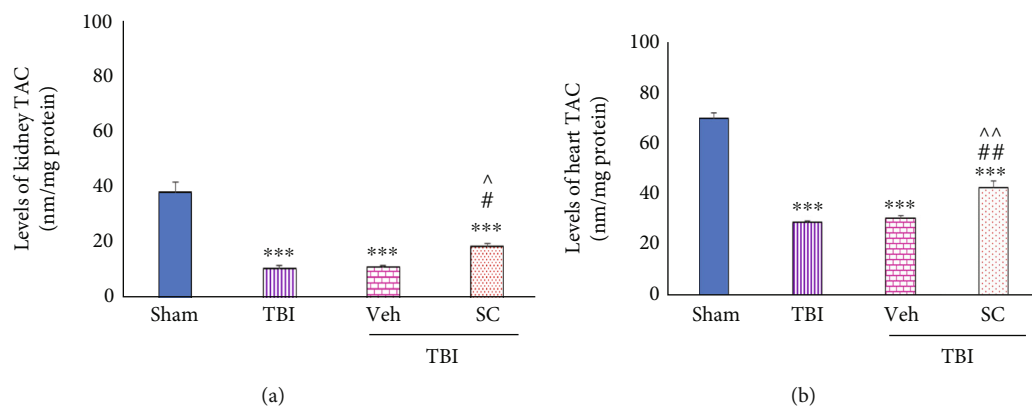 Levels of kidney TAC
(nm/mg protein)
100
80
60
40
20
0
***
***
^
#
***
Sham
TBI
Veh
SC
TBI
(a)
Levels of heart TAC
(nm/mg protein)
100
80
60
40
20
0
***
***
^^
##
***
Sham
TBI
Veh
SC
TBI
(b)